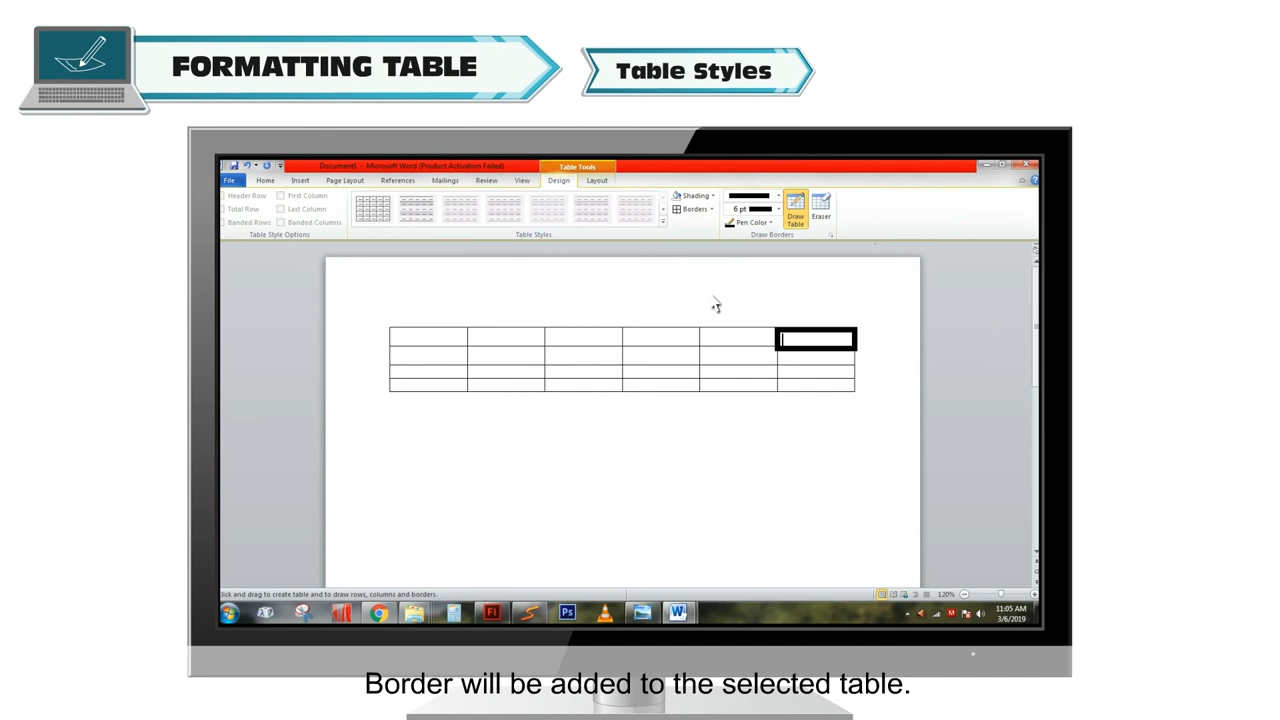 FORMATTING TABLE
Table Styles
Document1 - Microsoft Word (Product Activation Failed)
Table Tools
File Home Insert Page Layout References Mailings Review View Design Layout
Header Row First Column
Total Row Last Column
Banded Rows Banded Columns
Table Style Options
Table Styles
Shading
Borders
6 pt
Pen Color
Draw
Table
Eraser
Draw Borders
Click and drag to create table and to draw rows, columns and borders.
120%
Fl
Ps
W
11:05 AM
3/6/2019
Border will be added to the selected table.